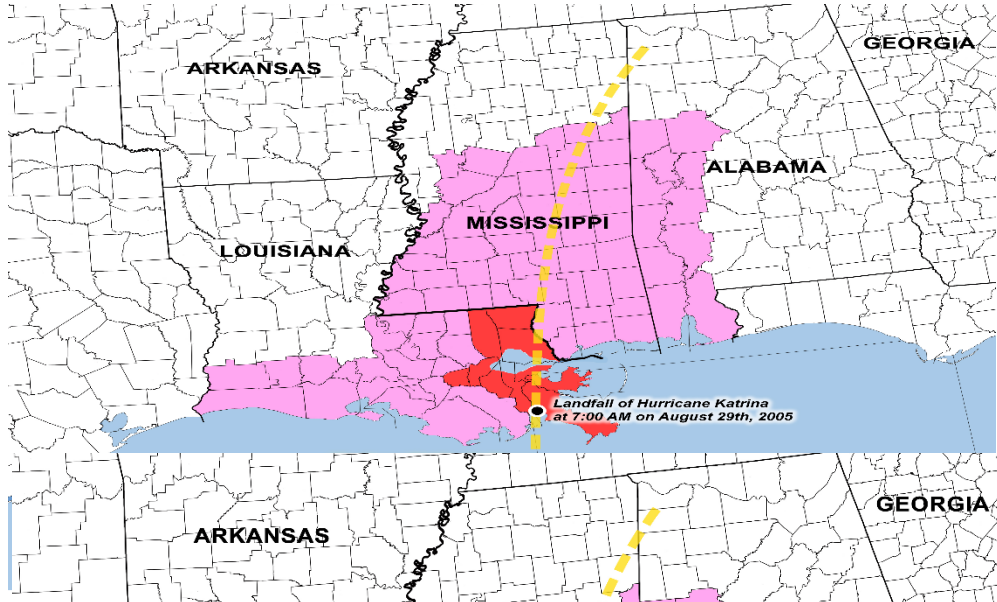 GEORGIA
ARKANSAS
ALABAMA
MISSISSIPPI
LOUISIANA
Landfall of Hurricane Katrina
at 7:00 AM on August 29th, 2005
GEORGIA
ARKANSAS